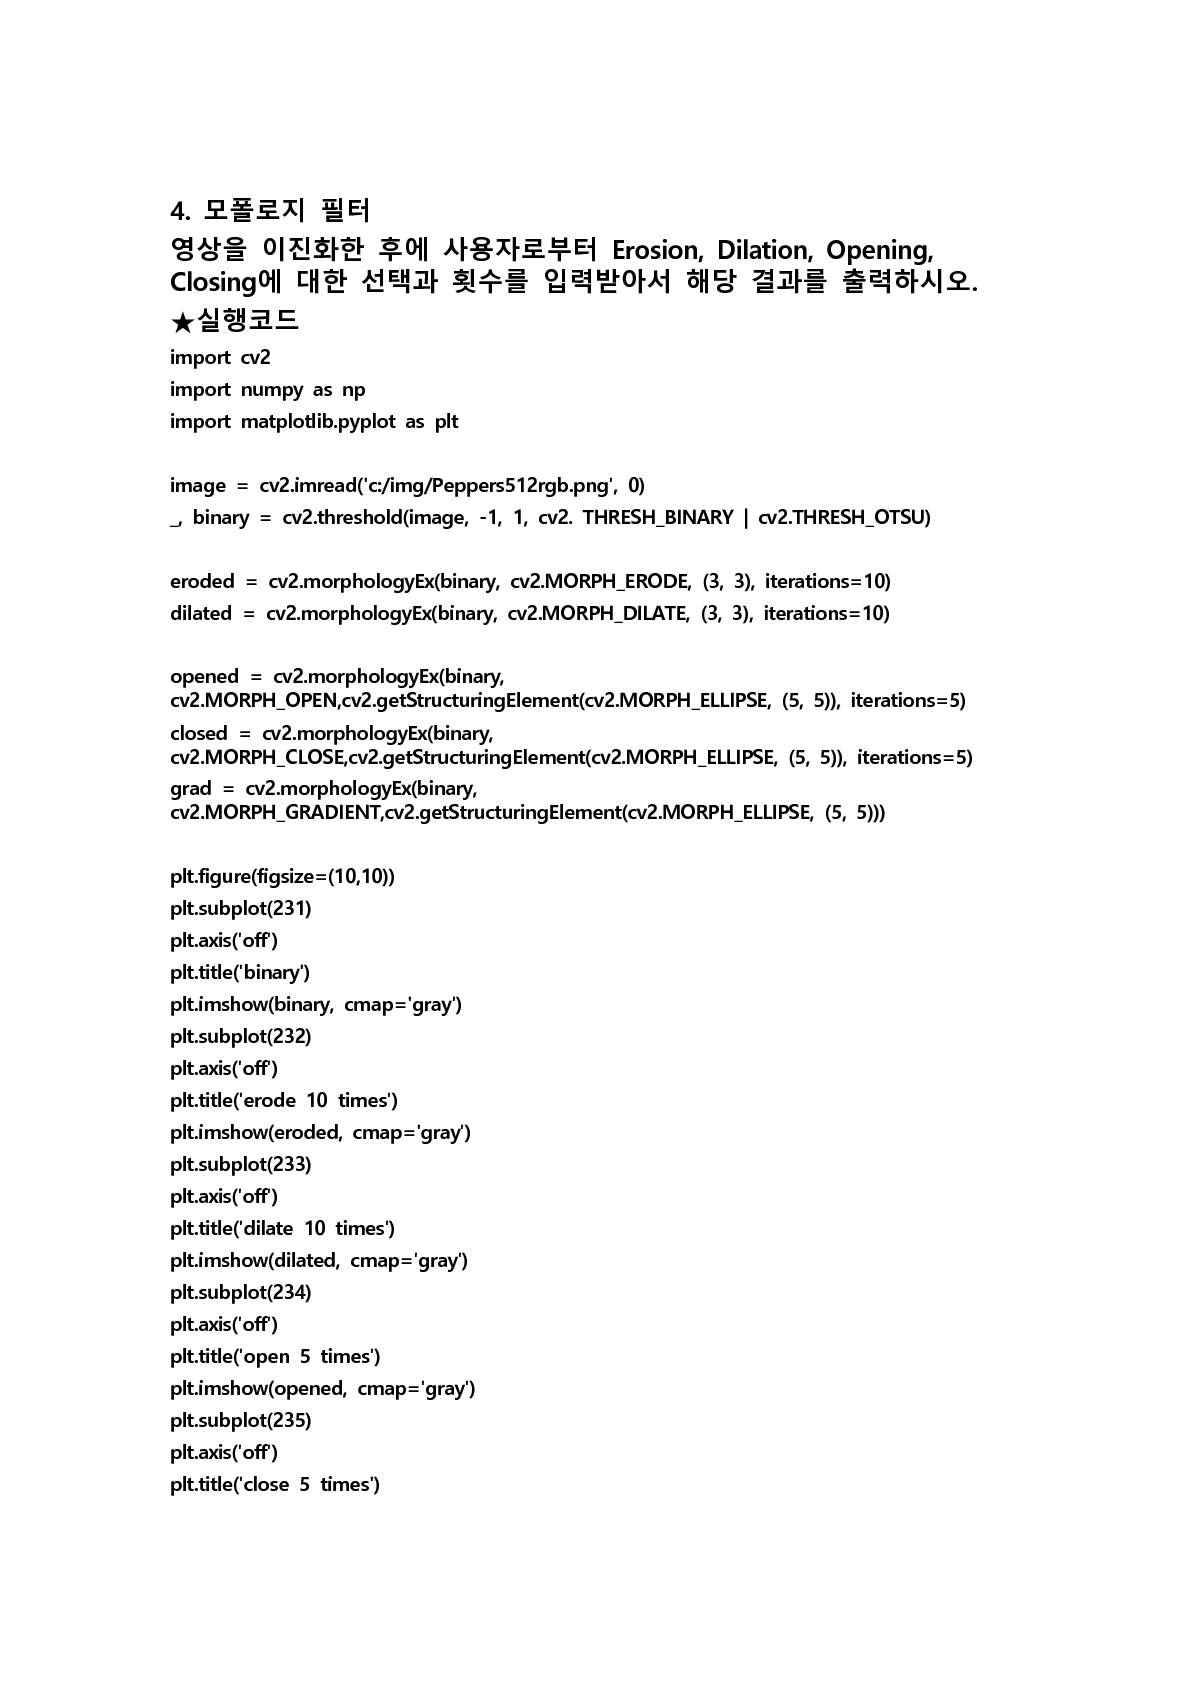 4. 모폴로지 필터
영상을 이진화한 후에 사용자로부터 Erosion, Dilation, Opening,
Closing에 대한 선택과 횟수를 입력받아서 해당 결과를 출력하시오.
★실행코드
import cv2
import numpy as np
import matplotlib.pyplot as plt
image = cv2.imread('c:/img/Peppers512rgb.png', 0)
_, binary = cv2.threshold(image, -1, 1, cv2. THRESH_BINARY | cv2.THRESH_OTSU)
eroded = cv2.morphologyEx(binary, cv2.MORPH_ERODE, (3, 3), iterations=10)
dilated = cv2.morphologyEx(binary, cv2.MORPH_DILATE, (3, 3), iterations=10)
opened = cv2.morphologyEx(binary,
cv2.MORPH_OPEN,cv2.getStructuringElement(cv2.MORPH_ELLIPSE, (5, 5)), iterations=5)
closed = cv2.morphologyEx(binary,
cv2.MORPH_CLOSE,cv2.getStructuringElement(cv2.MORPH_ELLIPSE, (5, 5)), iterations=5)
grad = cv2.morphologyEx(binary,
cv2.MORPH_GRADIENT,cv2.getStructuringElement(cv2.MORPH_ELLIPSE, (5, 5)))
plt.figure(figsize=(10,10))
plt.subplot(231)
plt.axis('off')
plt.title('binary')
plt.imshow(binary, cmap='gray')
plt.subplot(232)
plt.axis('off')
plt.title('erode 10 times')
plt.imshow(eroded, cmap='gray')
plt.subplot(233)
plt.axis('off')
plt.title('dilate 10 times')
plt.imshow(dilated, cmap='gray')
plt.subplot(234)
plt.axis('off')
plt.title('open 5 times')
plt.imshow(opened, cmap='gray')
plt.subplot(235)
plt.axis('off')
plt.title('close 5 times')